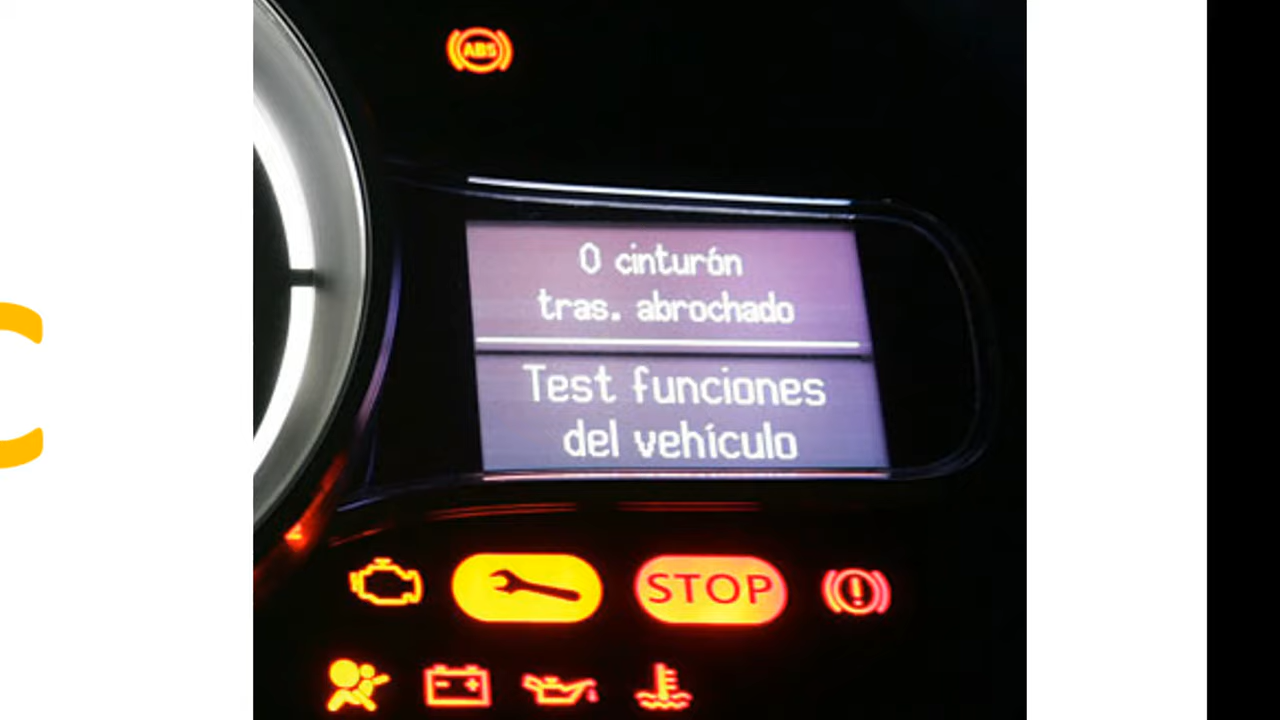 ABS
0 cinturón
tras. abrochado
Test funciones
del vehículo
STOP